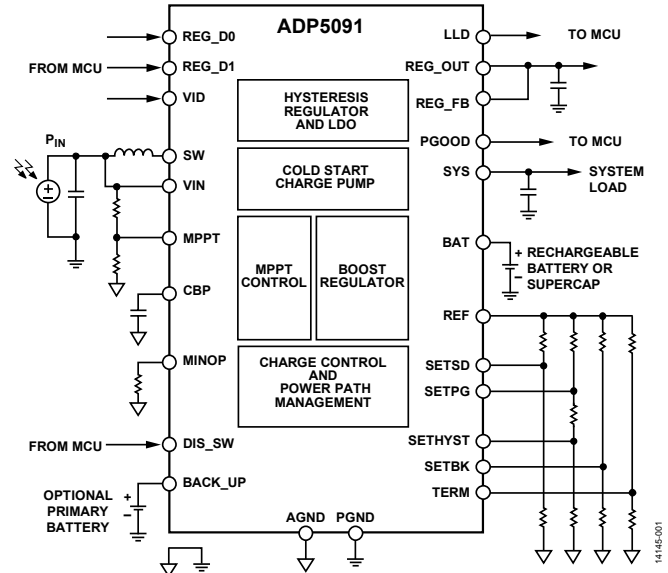 ADP5091
REG_D0
FROM MCU
REG_D1
VID
PIN
SW
VIN
MPPT
CBP
MINOP
FROM MCU
DIS_SW
BACK_UP
OPTIONAL
PRIMARY
BATTERY
+
−
HYSTERESIS
REGULATOR
AND LDO
COLD START
CHARGE PUMP
MPPT
CONTROL
BOOST
REGULATOR
CHARGE CONTROL
AND
POWER PATH
MANAGEMENT
AGND
PGND
LLD
TO MCU
REG_OUT
REG_FB
PGOOD
TO MCU
SYS
SYSTEM
LOAD
BAT
+
−
RECHARGEABLE
BATTERY OR
SUPERCAP
REF
SETSD
SETPG
SETHYST
SETBK
TERM
14145-001